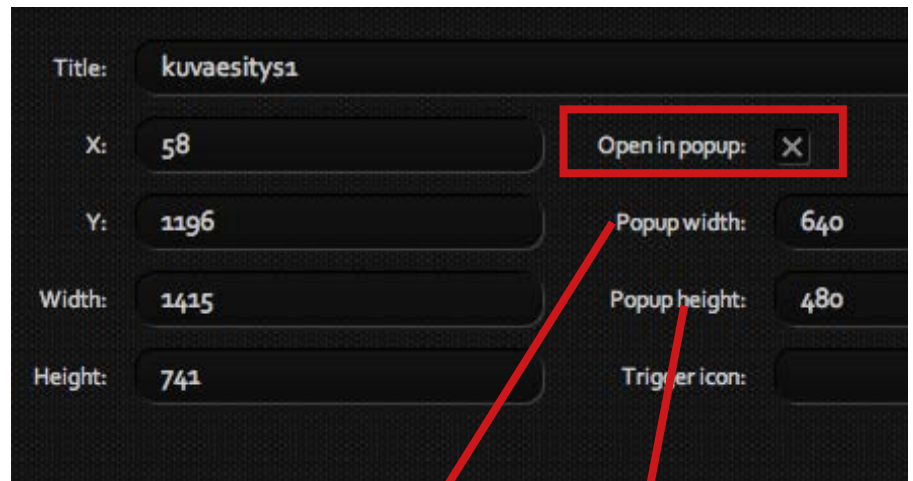 Title: kuvaesitys1
X: 58 Open in popup:
Y: 1196 Popup width: 640
Width: 1415 Popup height: 480
Height: 741 Trigger icon: